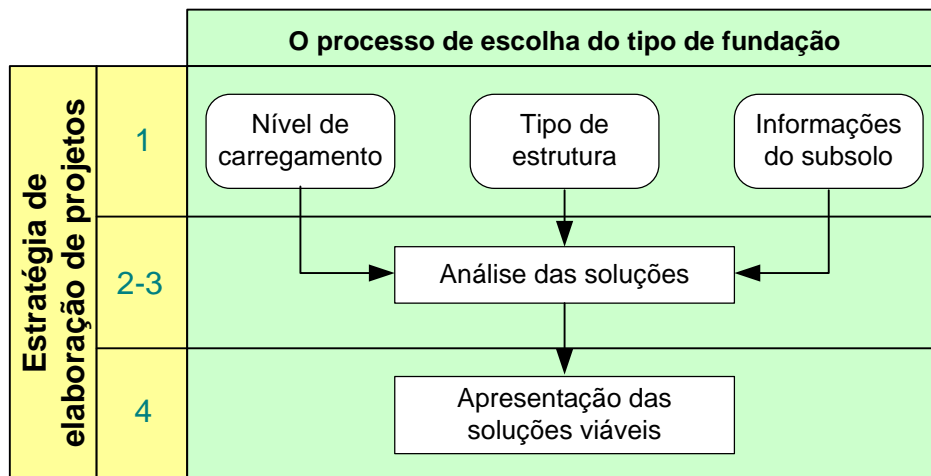 O processo de escolha do tipo de fundação
Estratégia de
elaboração de projetos
1
Nível de
carregamento
Tipo de
estrutura
Informações
do subsolo
2-3
Análise das soluções
4
Apresentação das
soluções viáveis